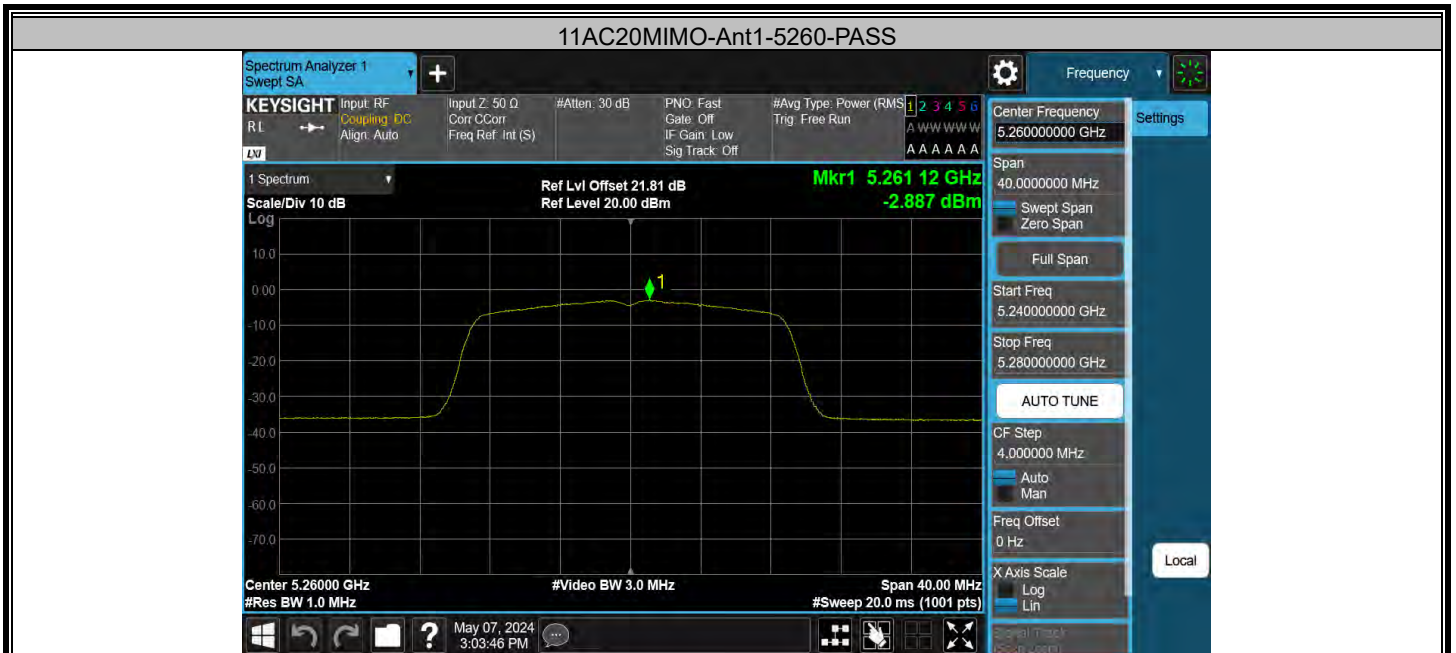 11AC20MIMO-Ant1-5260-PASS
Spectrum Analyzer 1
Swept SA
+
Frequency
KEYSIGHT
RL
LXI
Input: RF
Coupling: DC
Align: Auto
Input Z: 50 Ω
Corr CCorr
Freq Ref: Int (S)
#Atten: 30 dB
PNO: Fast
Gate: Off
IF Gain: Low
Sig Track: Off
#Avg Type: Power (RMS
Trig: Free Run
1 2 3 4 5 6
A W W W W W
A A A A A A
Center Frequency
5.260000000 GHz
Settings
Span
40.0000000 MHz
Swept Span
Zero Span
Full Span
Start Freq
5.240000000 GHz
Stop Freq
5.280000000 GHz
AUTO TUNE
CF Step
4.000000 MHz
Auto
Man
Freq Offset
0 Hz
X Axis Scale
Log
Lin
Local
1 Spectrum
Scale/Div 10 dB
Log
Ref Lvl Offset 21.81 dB
Ref Level 20.00 dBm
Mkr1 5.261 12 GHz
-2.887 dBm
10.0
0.00
-10.0
-20.0
-30.0
-40.0
-50.0
-60.0
-70.0
1
Center 5.26000 GHz
#Res BW 1.0 MHz
#Video BW 3.0 MHz
Span 40.00 MHz
#Sweep 20.0 ms (1001 pts)
?
May 07, 2024
3:03:46 PM